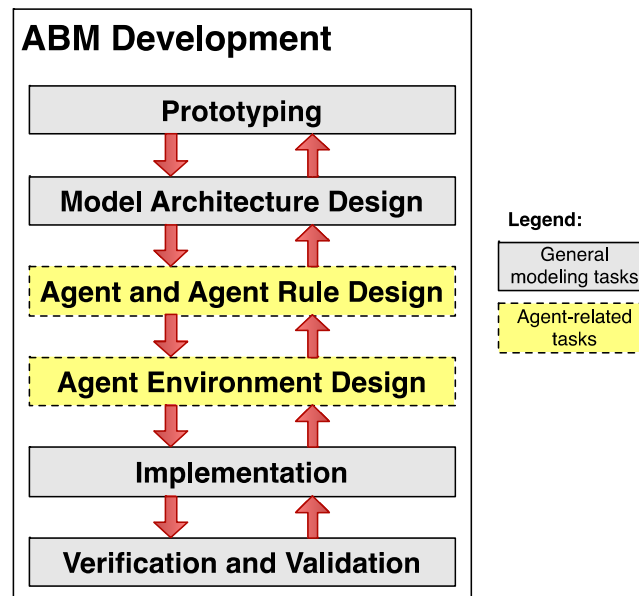 ABM Development
Prototyping
Model Architecture Design
Agent and Agent Rule Design
Agent Environment Design
Implementation
Verification and Validation
Legend:
General
modeling tasks
Agent-related
tasks